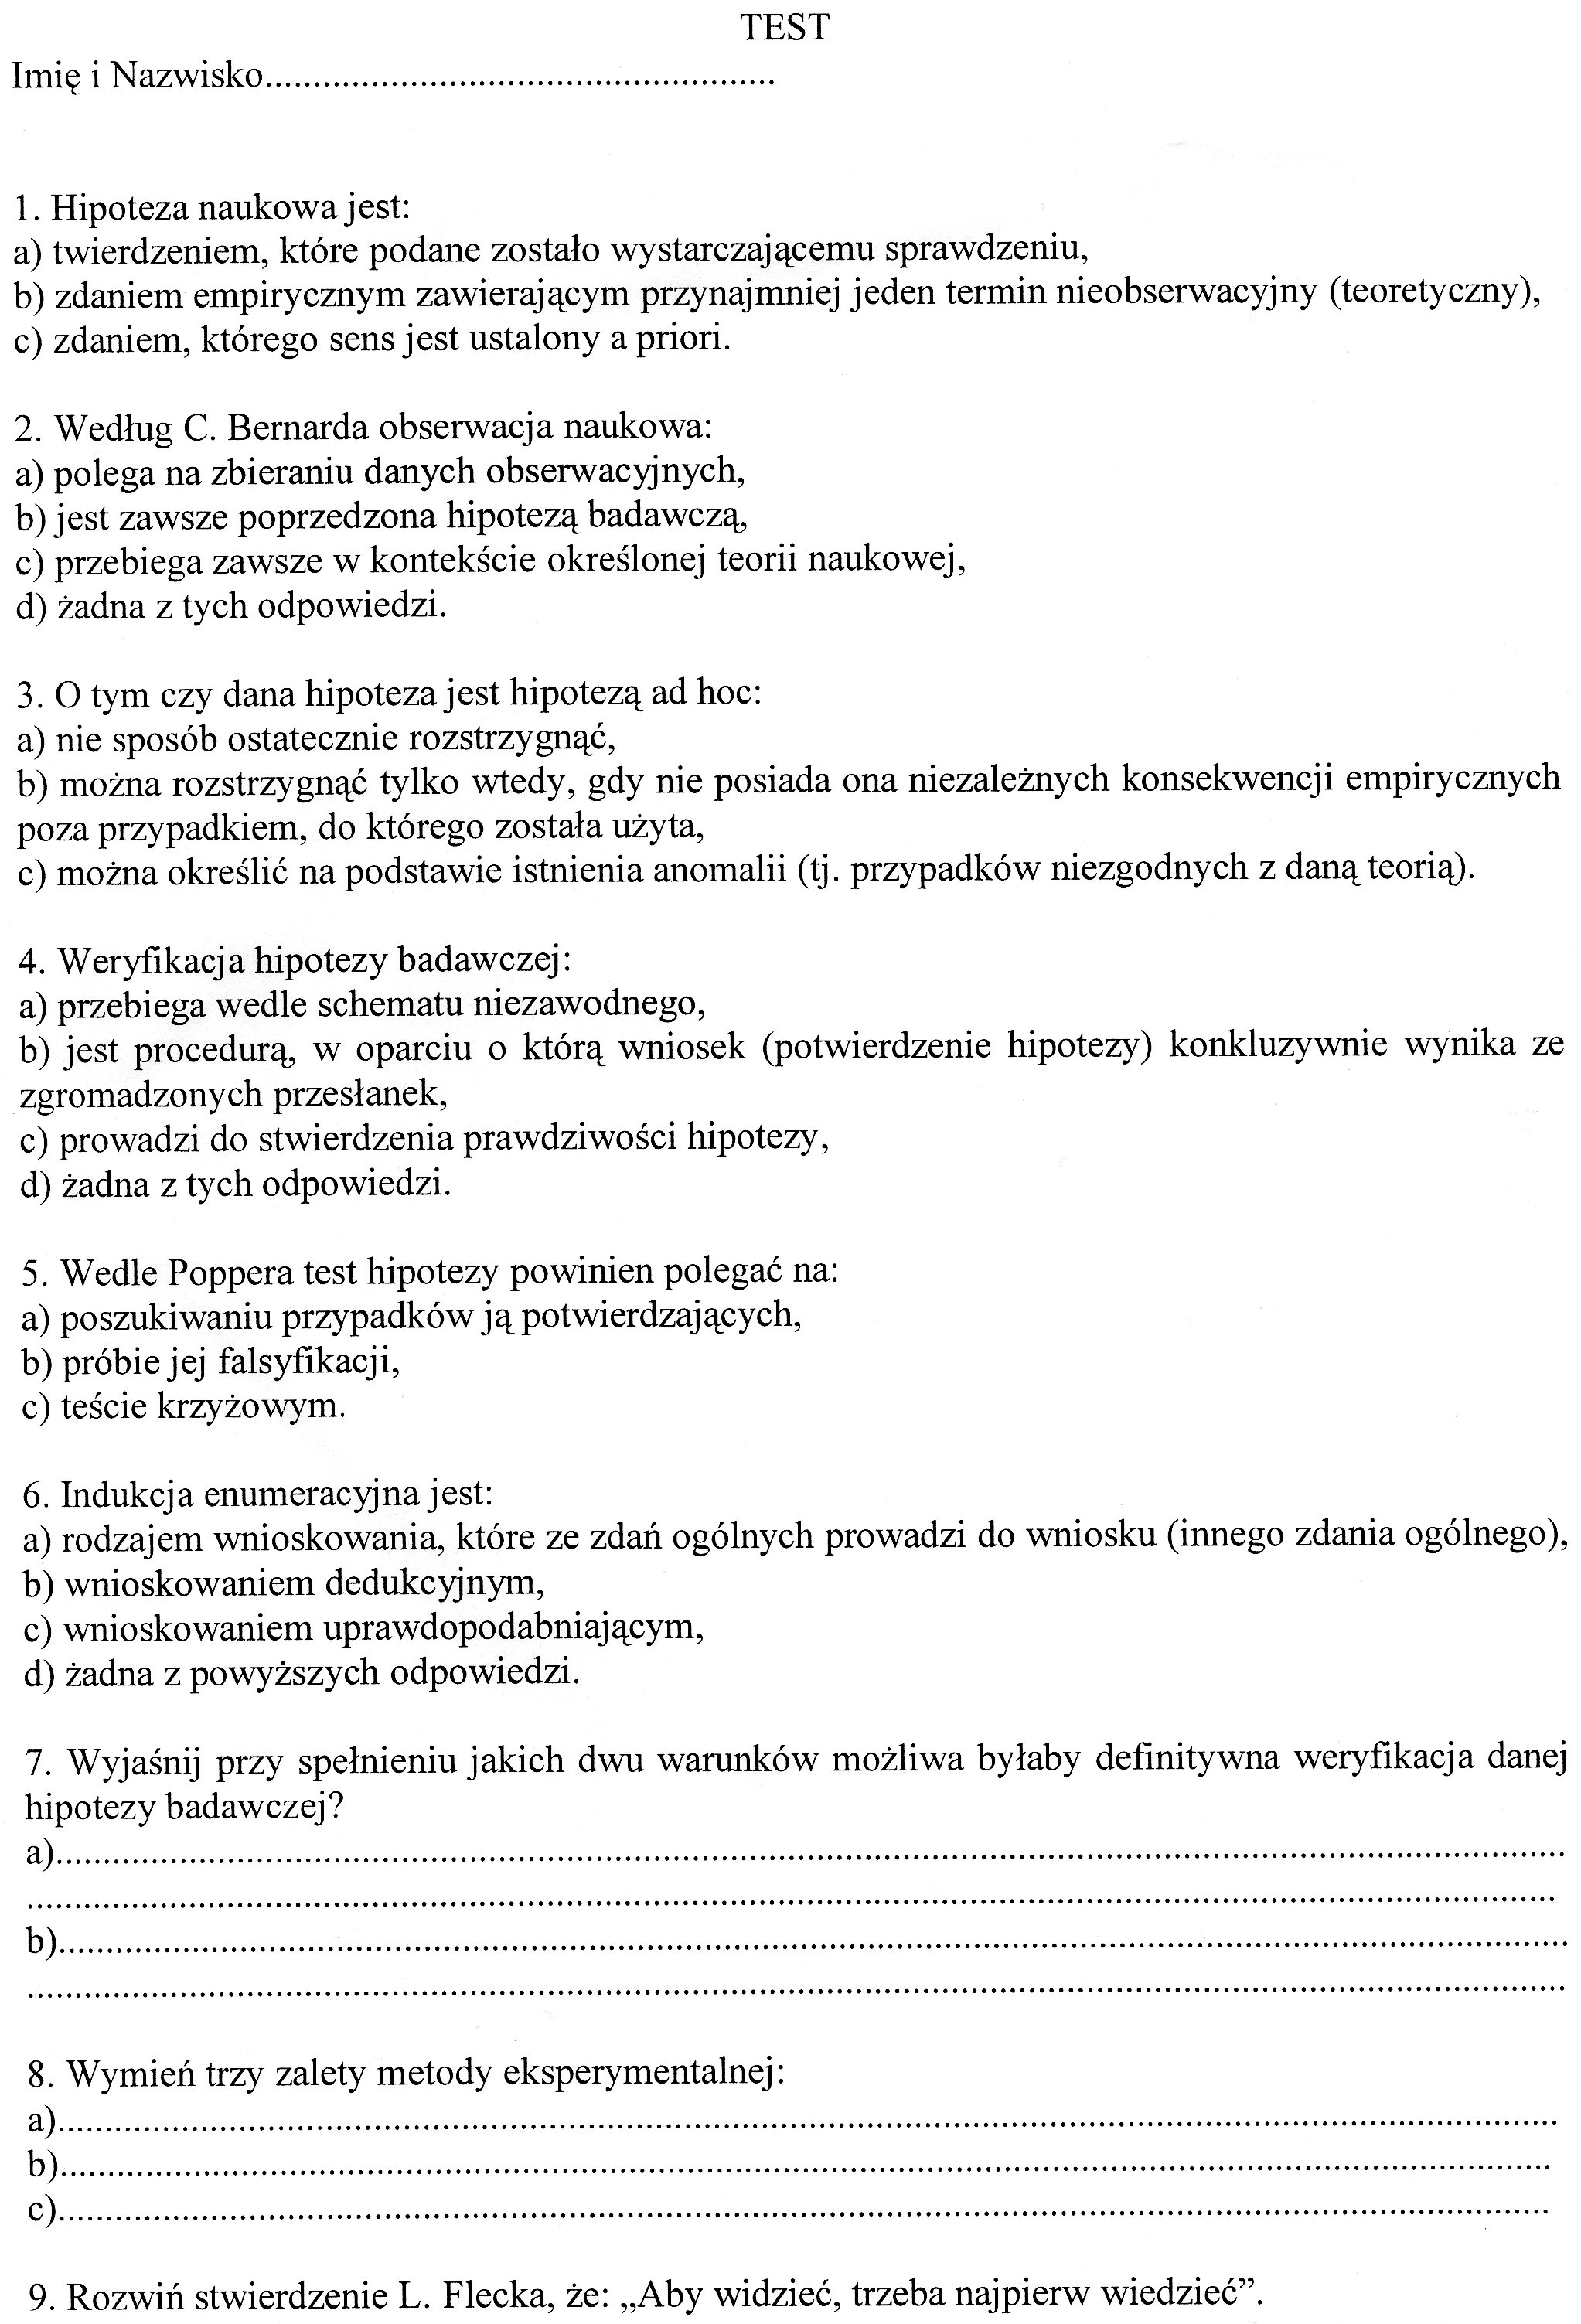 TEST
Imię i Nazwisko....................................................
1. Hipoteza naukowa jest:
a) twierdzeniem, które podane zostało wystarczającemu sprawdzeniu,
b) zdaniem empirycznym zawierającym przynajmniej jeden termin nieobserwacyjny (teoretyczny),
c) zdaniem, którego sens jest ustalony a priori.
2. Według C. Bernarda obserwacja naukowa:
a) polega na zbieraniu danych obserwacyjnych,
b) jest zawsze poprzedzona hipotezą badawczą,
c) przebiega zawsze w kontekście określonej teorii naukowej,
d) żadna z tych odpowiedzi.
3. O tym czy dana hipoteza jest hipotezą ad hoc:
a) nie sposób ostatecznie rozstrzygnąć,
b) można rozstrzygnąć tylko wtedy, gdy nie posiada ona niezależnych konsekwencji empirycznych
poza przypadkiem, do którego została użyta,
c) można określić na podstawie istnienia anomalii (tj. przypadków niezgodnych z daną teorią).
4. Weryfikacja hipotezy badawczej:
a) przebiega wedle schematu niezawodnego,
b) jest procedurą, w oparciu o którą wniosek (potwierdzenie hipotezy) konkluzywnie wynika ze
zgromadzonych przesłanek,
c) prowadzi do stwierdzenia prawdziwości hipotezy,
d) żadna z tych odpowiedzi.
5. Wedle Poppera test hipotezy powinien polegać na:
a) poszukiwaniu przypadków ją potwierdzających,
b) próbie jej falsyfikacji,
c) teście krzyżowym.
6. Indukcja enumeracyjna jest:
a) rodzajem wnioskowania, które ze zdań ogólnych prowadzi do wniosku (innego zdania ogólnego),
b) wnioskowaniem dedukcyjnym,
c) wnioskowaniem uprawdopodabniającym,
d) żadna z powyższych odpowiedzi.
7. Wyjaśnij przy spełnieniu jakich dwu warunków możliwa byłaby definitywna weryfikacja danej
hipotezy badawczej?
a)....................................................................................................
....................................................................................................
b)....................................................................................................
....................................................................................................
8. Wymień trzy zalety metody eksperymentalnej:
a)....................................................................................................
b)....................................................................................................
c)....................................................................................................
9. Rozwiń stwierdzenie L. Flecka, że: „Aby widzieć, trzeba najpierw wiedzieć”.